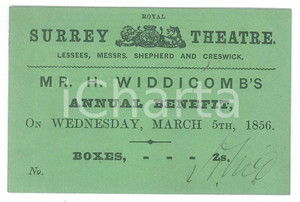 ROYAL
SURREY THEATRE.
LESSEES, MESSRS. SHEPHERD AND CRESWICK.
MR. H. WIDDICOMB'S
ANNUAL BENEFIT,
ON WEDNESDAY, MARCH 5TH, 1856.
BOXES, - - - 2s.
No.
iCharta